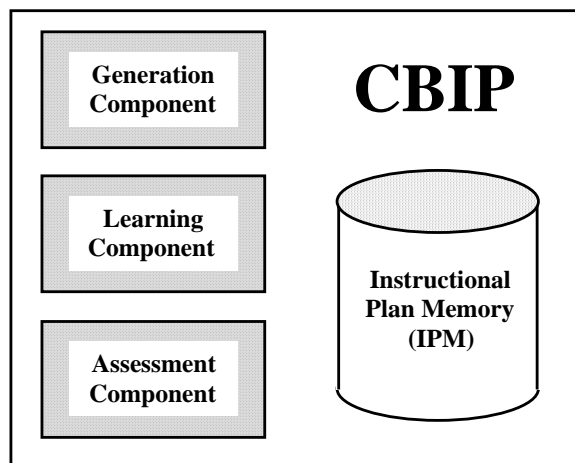 Generation
Component
CBIP
Learning
Component
Instructional
Plan Memory
(IPM)
Assessment
Component